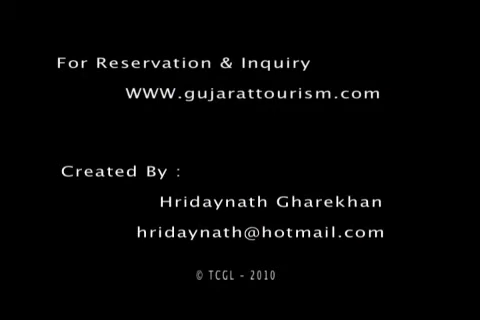 For Reservation & Inquiry
WWW.gujarattourism.com
Created By :
Hridaynath Gharekhan
hridaynath@hotmail.com
© TCGL – 2010